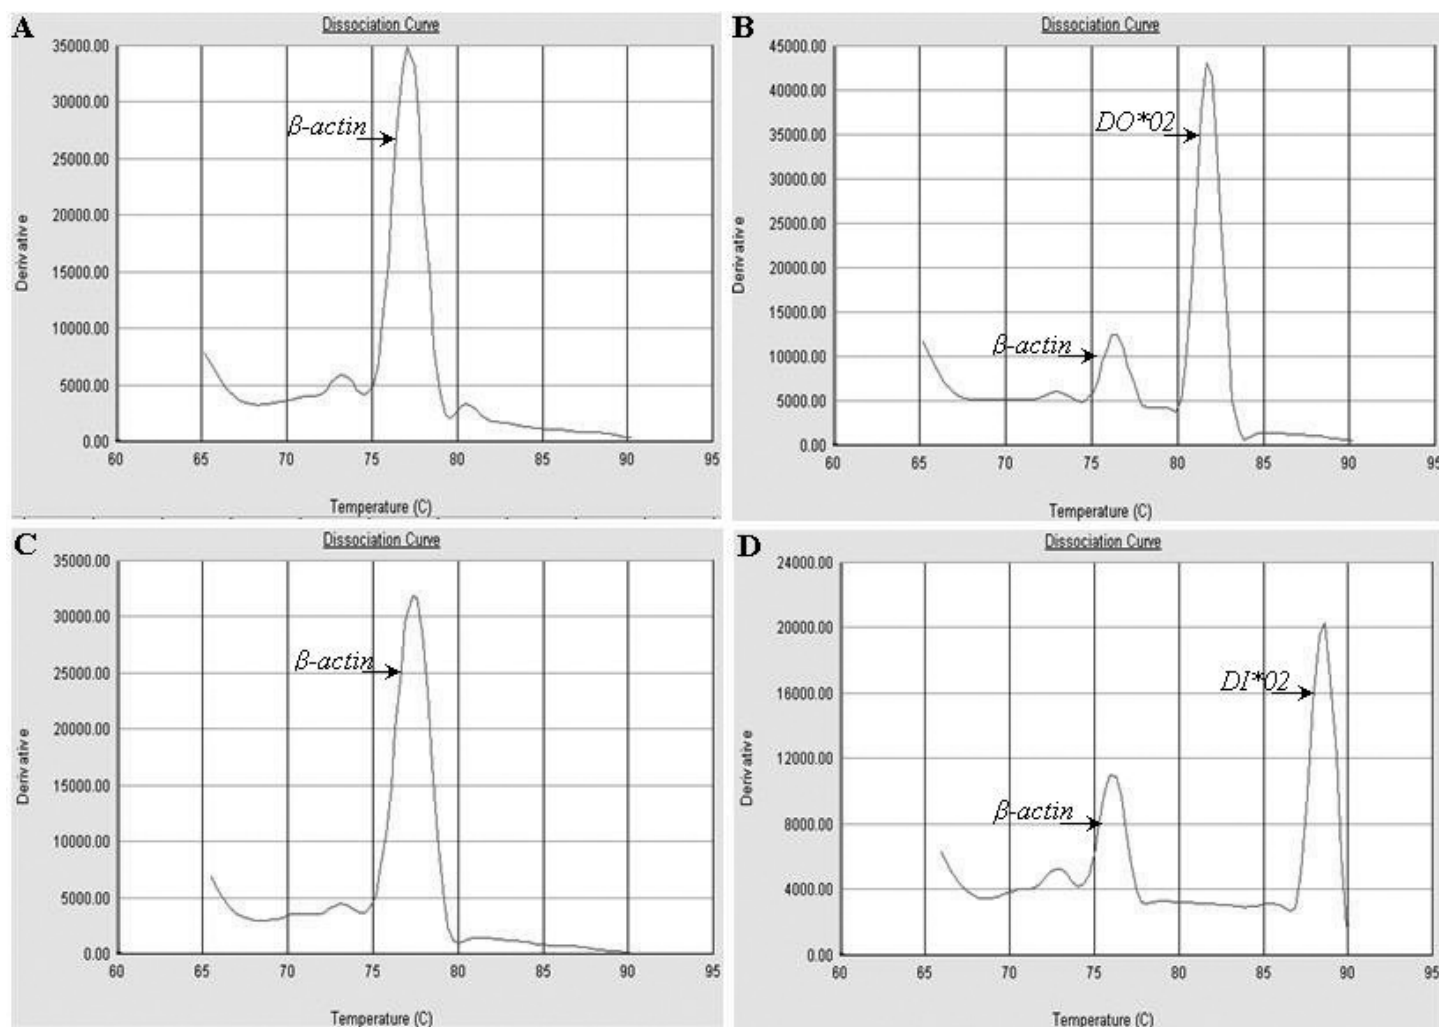 A
Dissociation Curve
35000.00
30000.00
25000.00
20000.00
15000.00
10000.00
5000.00
0.00
β-actin
Derivative
60 65 70 75 80 85 90 95
Temperature (C)
B
Dissociation Curve
45000.00
40000.00
35000.00
30000.00
25000.00
20000.00
15000.00
10000.00
5000.00
0.00
DO*02
β-actin
Derivative
60 65 70 75 80 85 90 95
Temperature (C)
C
Dissociation Curve
35000.00
30000.00
25000.00
20000.00
15000.00
10000.00
5000.00
0.00
β-actin
Derivative
60 65 70 75 80 85 90 95
Temperature (C)
D
Dissociation Curve
24000.00
20000.00
16000.00
12000.00
8000.00
4000.00
0.00
DI*02
β-actin
Derivative
60 65 70 75 80 85 90 95
Temperature (C)